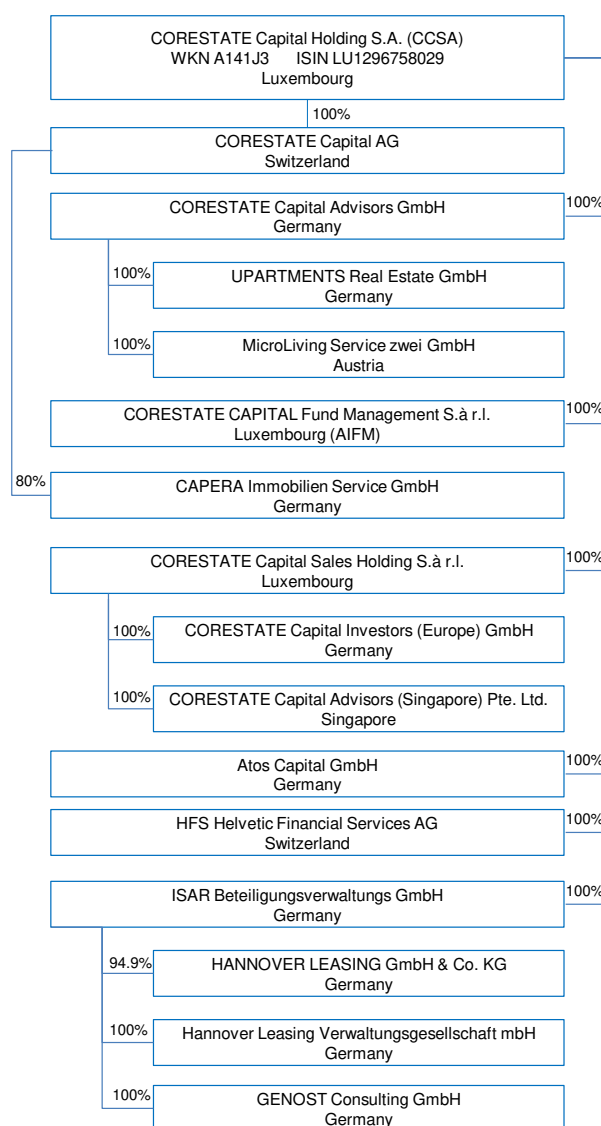 CORESTATE Capital Holding S.A. (CCSA)
WKN A141J3 ISIN LU1296758029
Luxembourg
100%
CORESTATE Capital AG
Switzerland
CORESTATE Capital Advisors GmbH
Germany
100%
100%
UPARTMENTS Real Estate GmbH
Germany
100%
MicroLiving Service zwei GmbH
Austria
CORESTATE CAPITAL Fund Management S.à r.l.
Luxembourg (AIFM)
100%
80%
CAPERA Immobilien Service GmbH
Germany
CORESTATE Capital Sales Holding S.à r.l.
Luxembourg
100%
100%
CORESTATE Capital Investors (Europe) GmbH
Germany
100%
CORESTATE Capital Advisors (Singapore) Pte. Ltd.
Singapore
Atos Capital GmbH
Germany
100%
HFS Helvetic Financial Services AG
Switzerland
100%
ISAR Beteiligungsverwaltungs GmbH
Germany
100%
94.9%
HANNOVER LEASING GmbH & Co. KG
Germany
100%
Hannover Leasing Verwaltungsgesellschaft mbH
Germany
100%
GENOST Consulting GmbH
Germany